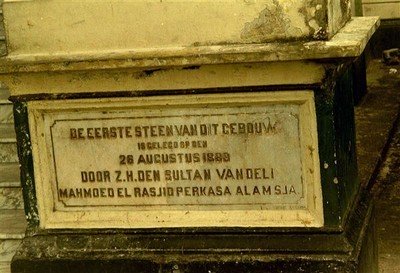 DE EERSTE STEEN VAN DIT GEBOUW
IS GELEGD OP DEN
26 AUGUSTUS 1888
DOOR Z.H. DEN SULTAN VAN DELI
MAHMOED EL RASJID PERKASA ALAM SJA.